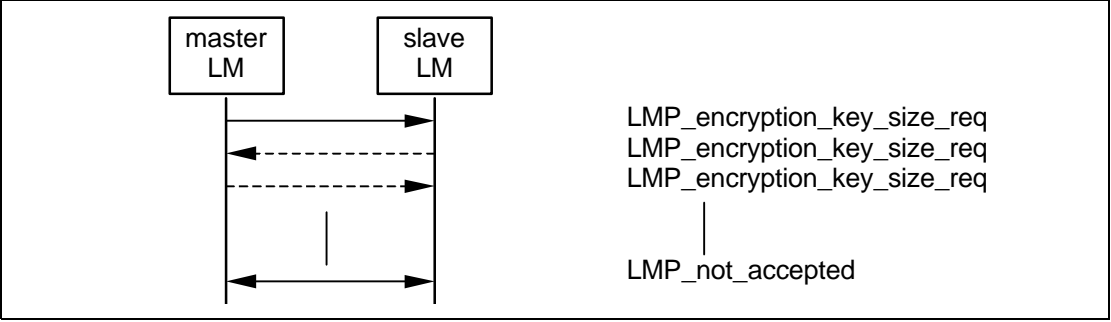 master
LM
slave
LM
LMP_encryption_key_size_req
LMP_encryption_key_size_req
LMP_encryption_key_size_req
LMP_not_accepted